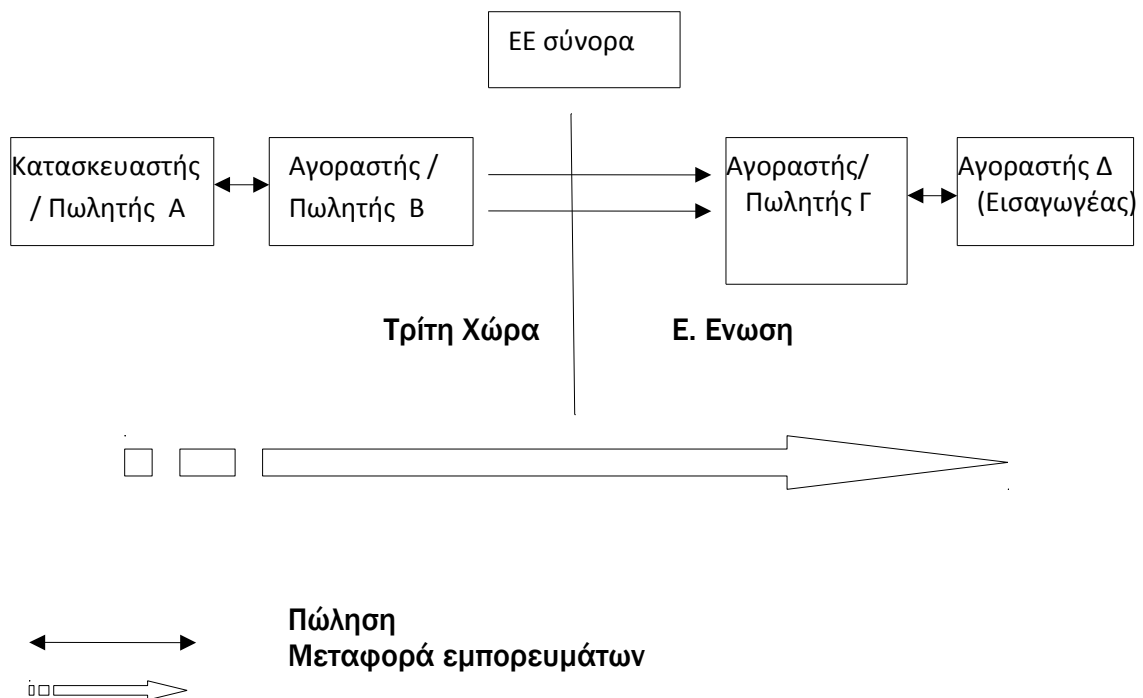 ΕΕ σύνορα
Κατασκευαστής
/ Πωλητής Α
Αγοραστής /
Πωλητής Β
Αγοραστής/
Πωλητής Γ
Αγοραστής Δ
(Εισαγωγέας)
Τρίτη Χώρα
Ε. Ενωση
Πώληση
Μεταφορά εμπορευμάτων